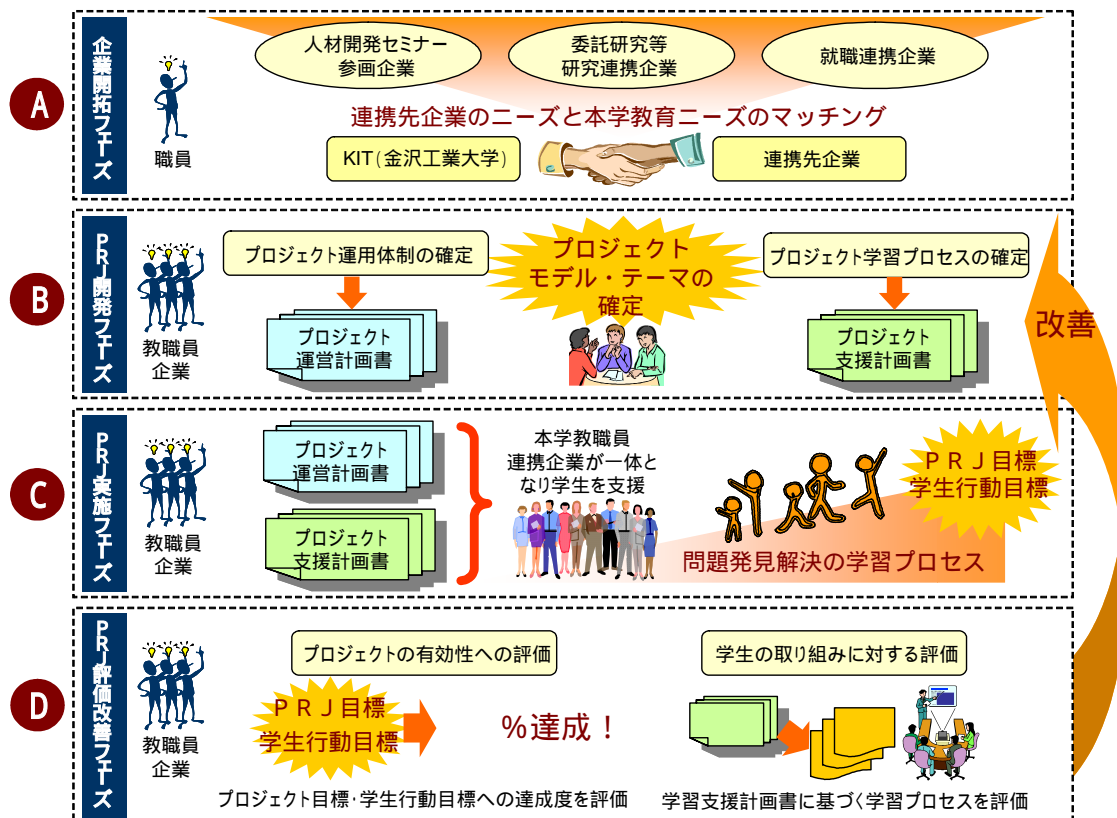 A
企業開拓フェーズ
職員
人材開発セミナー
参画企業
委託研究等
研究連携企業
就職連携企業
連携先企業のニーズと本学教育ニーズのマッチング
KIT(金沢工業大学)
連携先企業
B
PRJ開発フェーズ
教職員
企業
プロジェクト運用体制の確定
プロジェクト
運営計画書
プロジェクト
モデル・テーマの
確定
プロジェクト学習プロセスの確定
プロジェクト
支援計画書
改善
C
PRJ実施フェーズ
教職員
企業
プロジェクト
運営計画書
プロジェクト
支援計画書
本学教職員
連携企業が一体と
なり学生を支援
PRJ目標
学生行動目標
問題発見解決の学習プロセス
D
PRJ評価改善フェーズ
教職員
企業
プロジェクトの有効性への評価
PRJ目標
学生行動目標
%達成!
プロジェクト目標・学生行動目標への達成度を評価
学生の取り組みに対する評価
学習支援計画書に基づく学習プロセスを評価